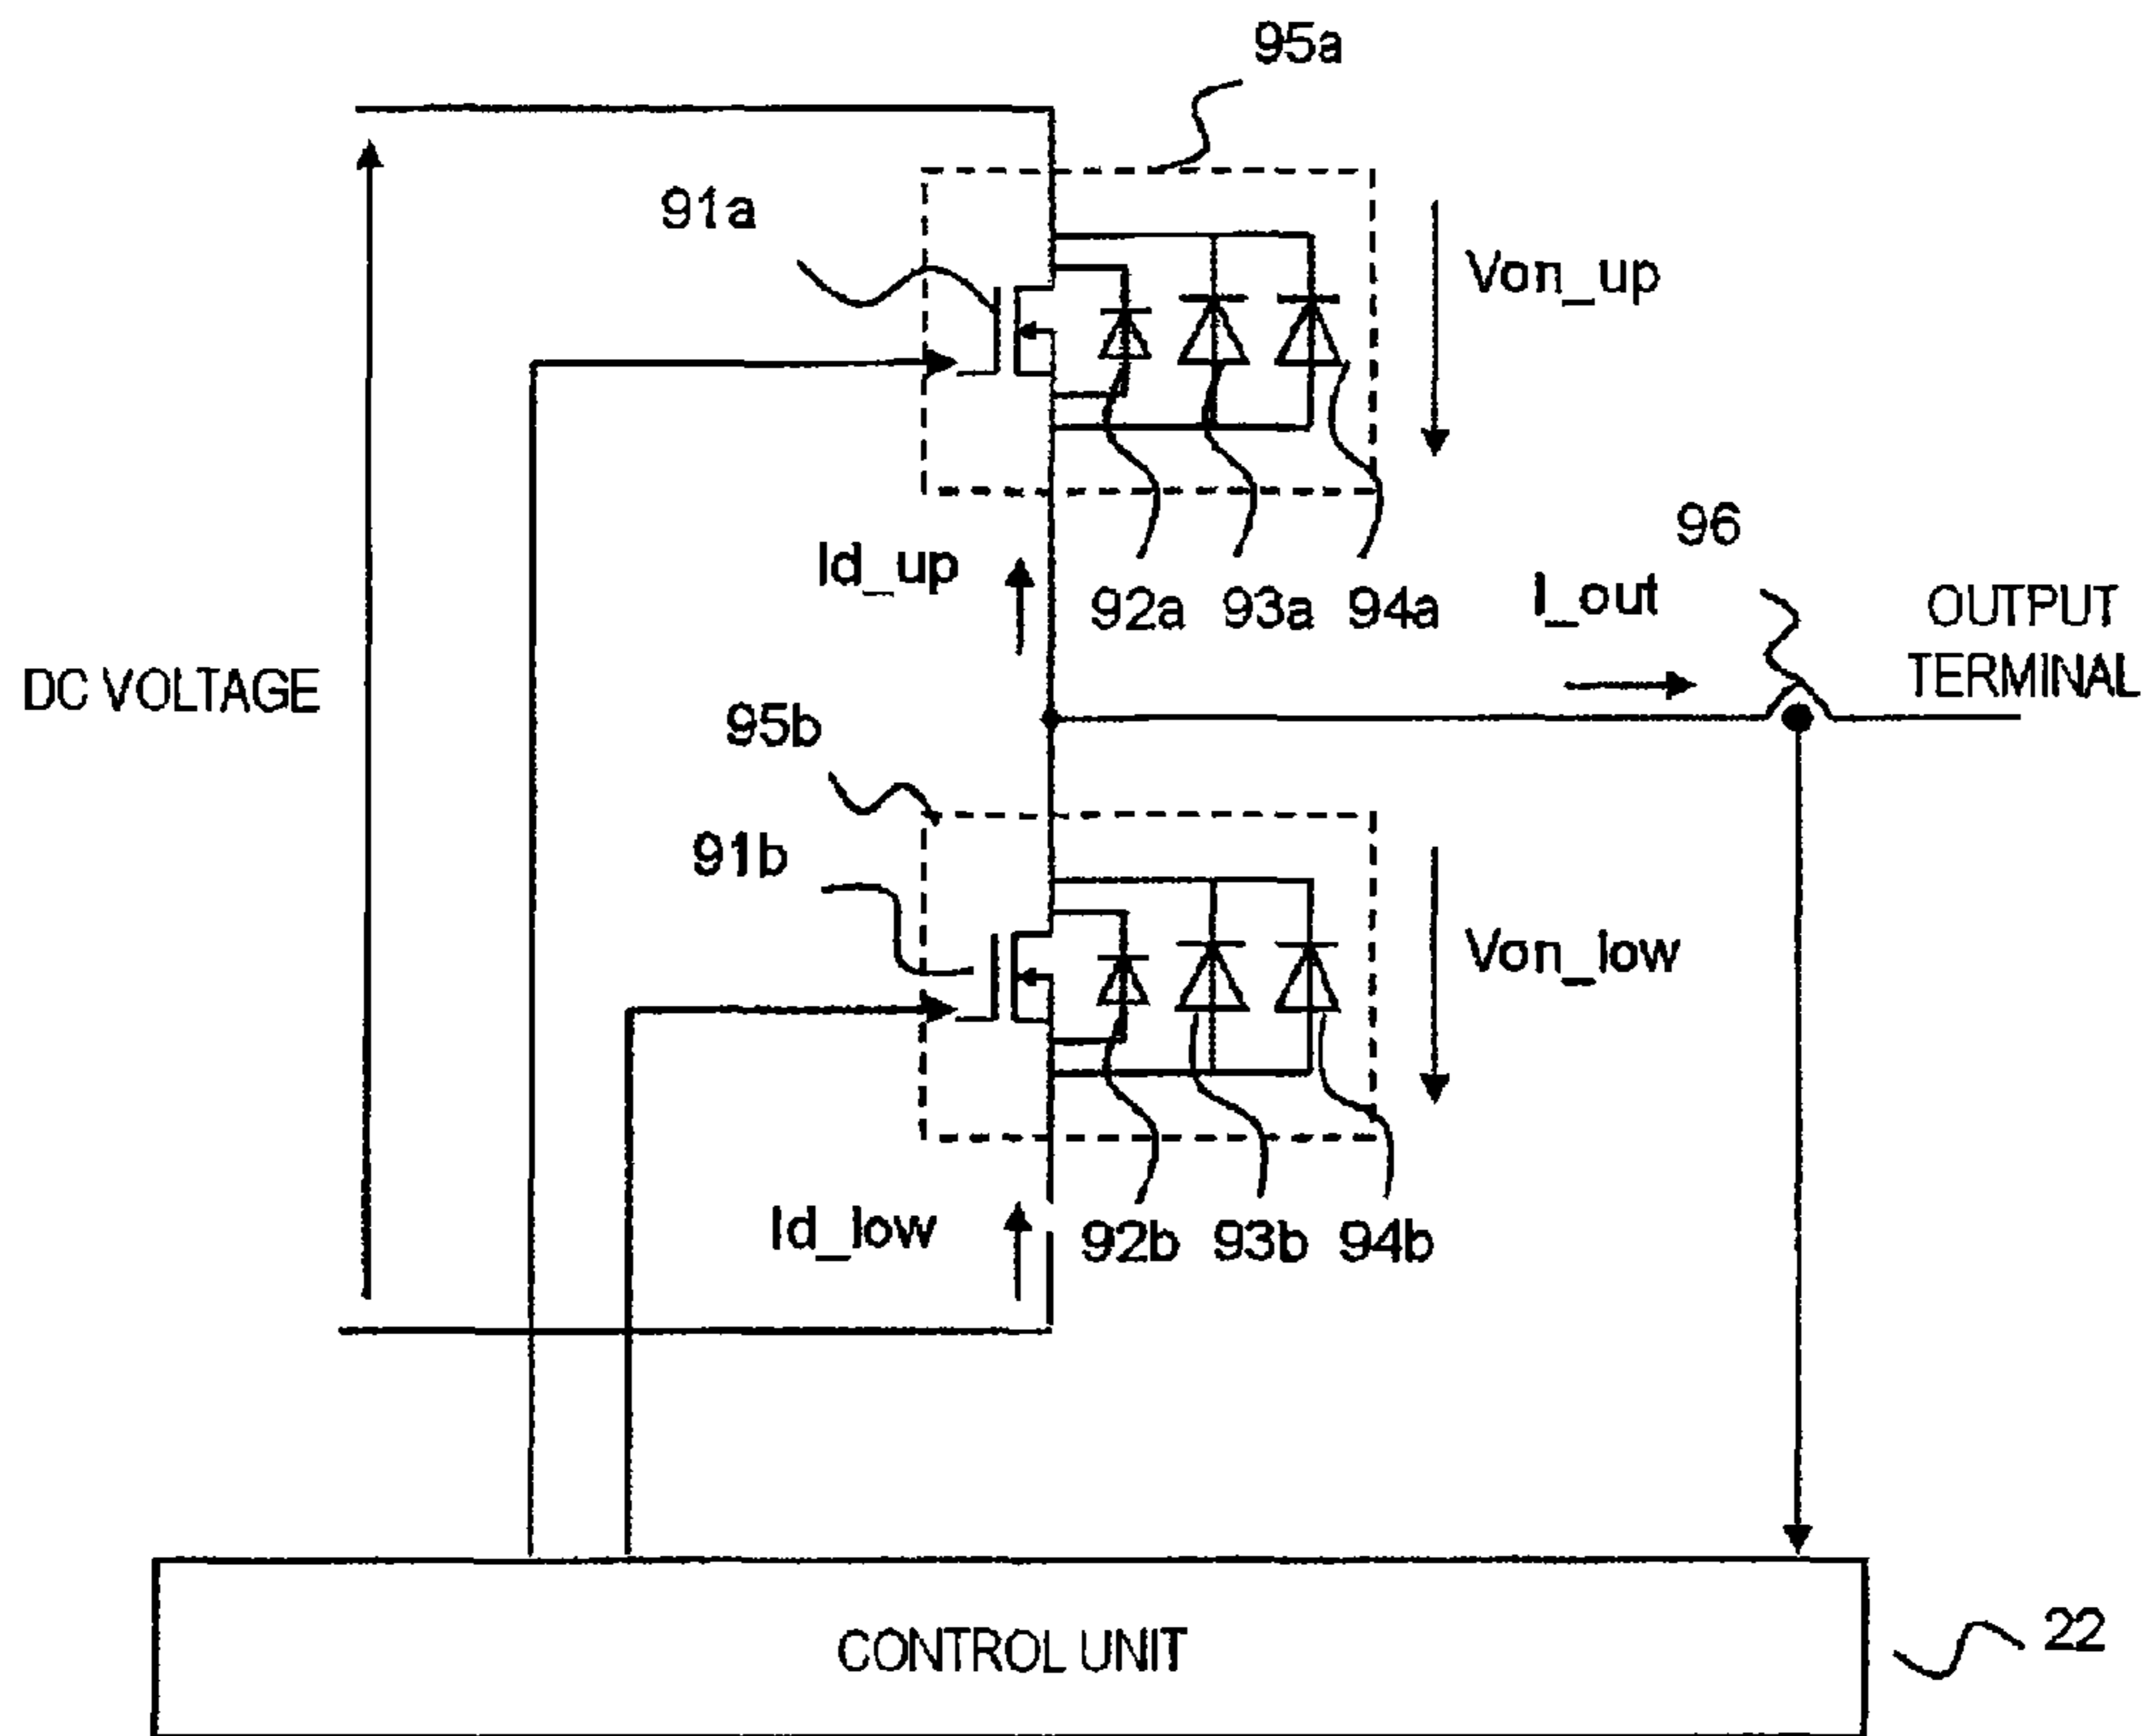 95a
91a
Von_up
96
Id_up
92a 93a 94a
I_out
OUTPUT
TERMINAL
DC VOLTAGE
95b
91b
Von_low
Id_low
92b 93b 94b
CONTROL UNIT
22